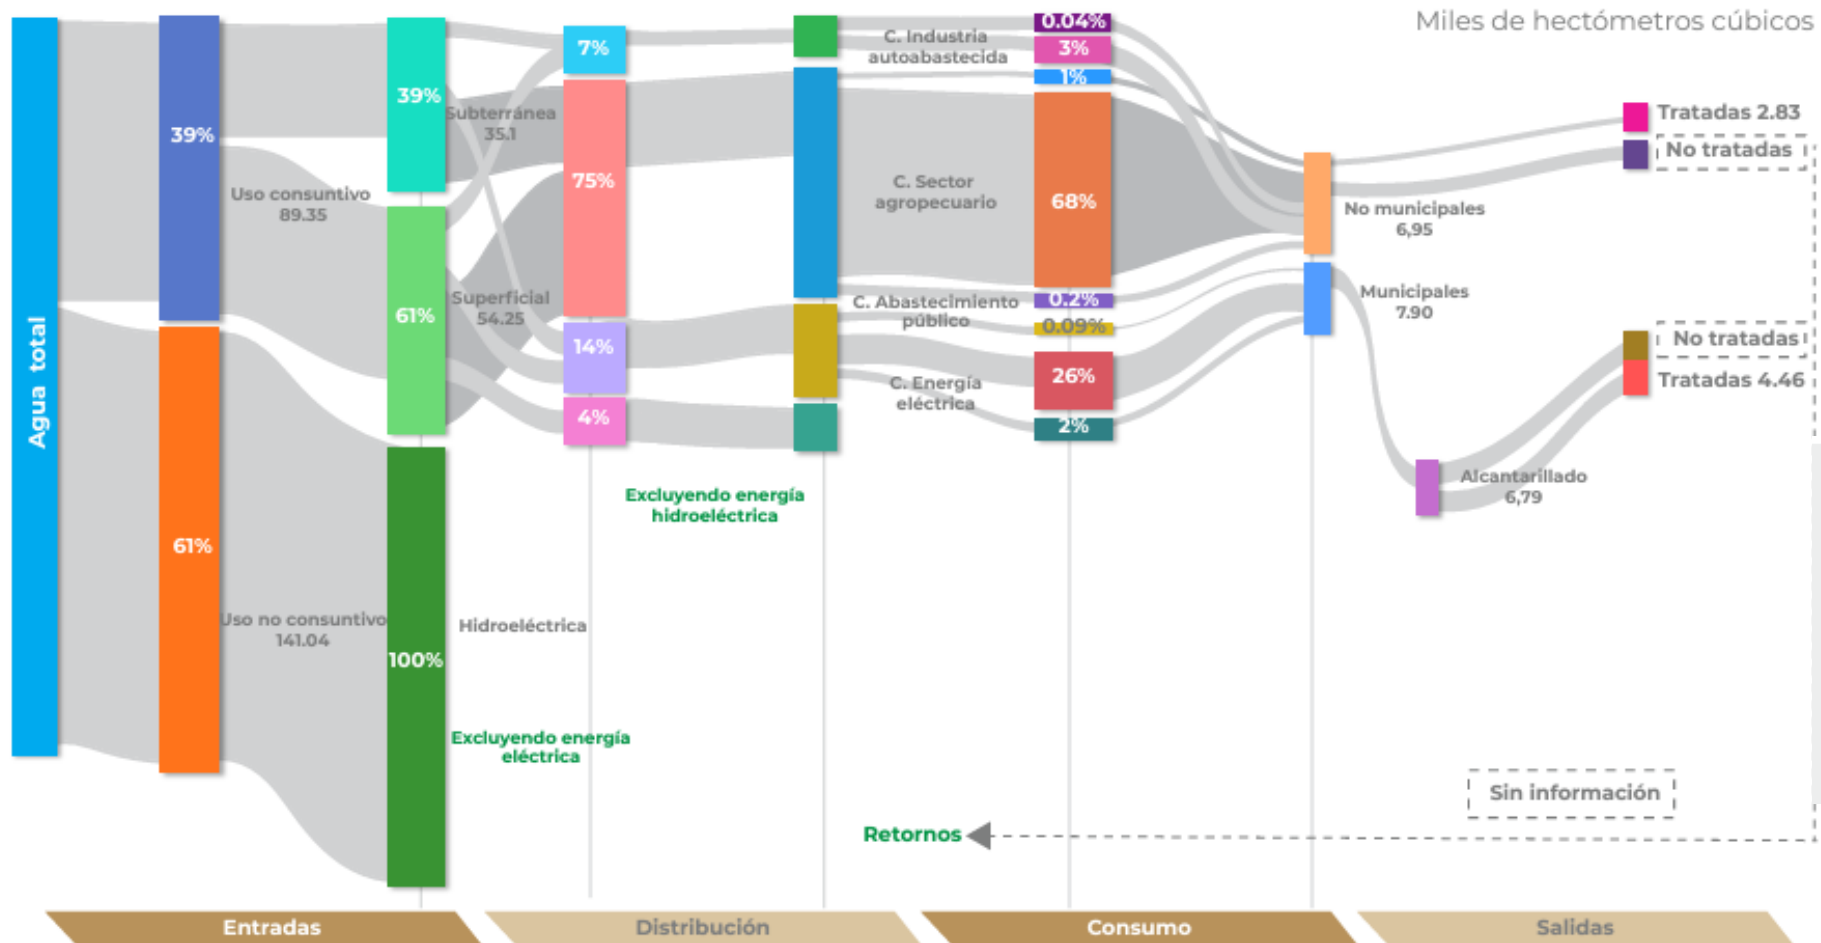 Miles de hectómetros cúbicos
Agua total
39%
61%
Uso consuntivo
89.35
Uso no consuntivo
141.04
39%
61%
100%
Subterránea
35.1
Superficial
54.25
Hidroeléctrica
Excluyendo energía
eléctrica
7%
75%
14%
4%
Excluyendo energía
hidroeléctrica
C. Industria
autoabastecida
C. Sector
agropecuario
C. Abastecimiento
público
C. Energía
eléctrica
0.04%
3%
1%
68%
0.2%
0.09%
26%
2%
No municipales
6,95
Municipales
7.90
Alcantarillado
6,79
Tratadas 2.83
No tratadas
No tratadas
Tratadas 4.46
Sin información
Retornos
Entradas
Distribución
Consumo
Salidas